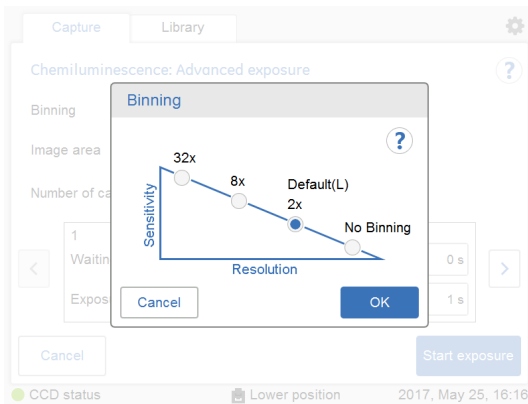 Capture
Library
Chemiluminescence: Advanced exposure
?
Binning
Binning
?
Image area
32x
8x
Default(L)
2x
No Binning
Sensitivity
Resolution
Number of ca
1
Waitin
0 s
<
>
Expos
1 s
Cancel
OK
Cancel
Start exposure
CCD status
Lower position
2017, May 25, 16:16